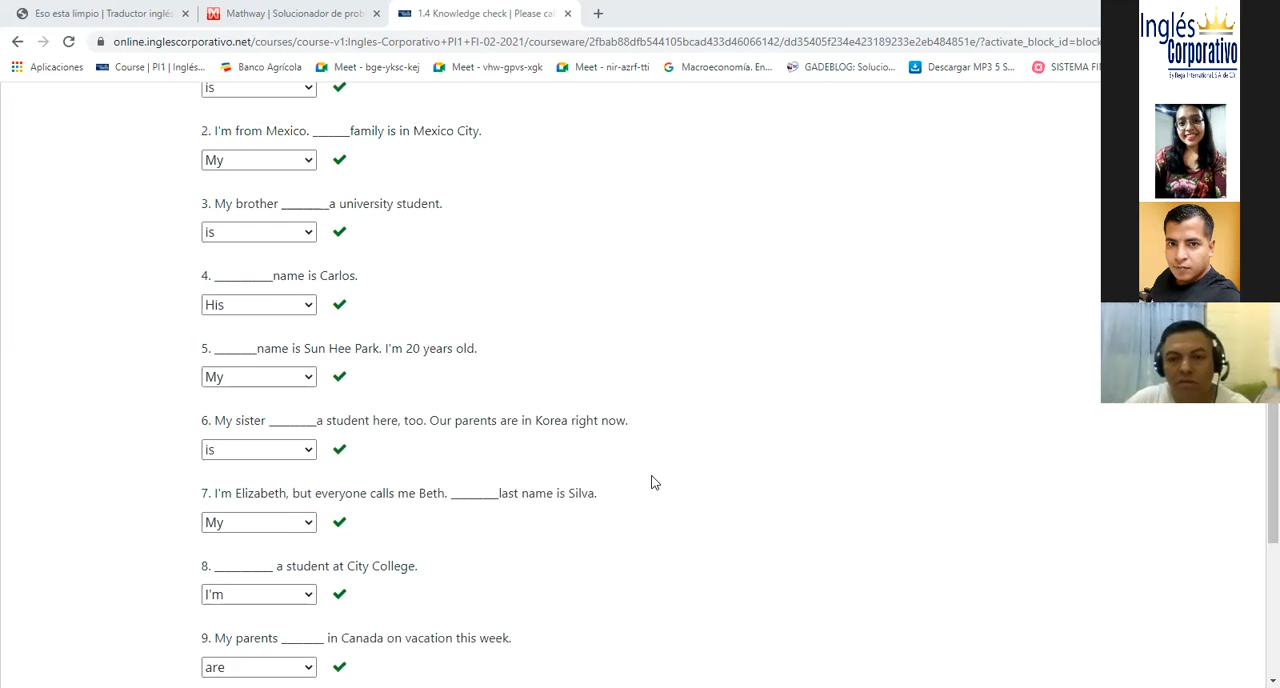 Eso esta limpio | Traductor inglés
Mathway | Solucionador de prob
1.4 Knowledge check | Please cal
online.inglescorporativo.net/courses/course-v1:Ingles-Corporativo+PI1+PI-02-2021/courseware/2fbab88dfb544105bcad433d46066142/dd35405f234e423189233e2eb484851e/?activate_block_id=block
Aplicaciones
Course | PI1 | Inglés...
Banco Agrícola
Meet - bge-yksc-kej
Meet - vhw-gpvs-xgk
Meet - nir-azrf-tti
Macroeconomía. En...
GADEBLOG: Solucio...
Descargar MP3 5 S...
SISTEMA FI
Inglés
Corporativo
is
2. I'm from Mexico. ______family is in Mexico City.
My
3. My brother ________a university student.
is
4. __________name is Carlos.
His
5. _______name is Sun Hee Park. I'm 20 years old.
My
6. My sister ________a student here, too. Our parents are in Korea right now.
is
7. I'm Elizabeth, but everyone calls me Beth. ________last name is Silva.
My
8. __________ a student at City College.
I'm
9. My parents _______ in Canada on vacation this week.
are